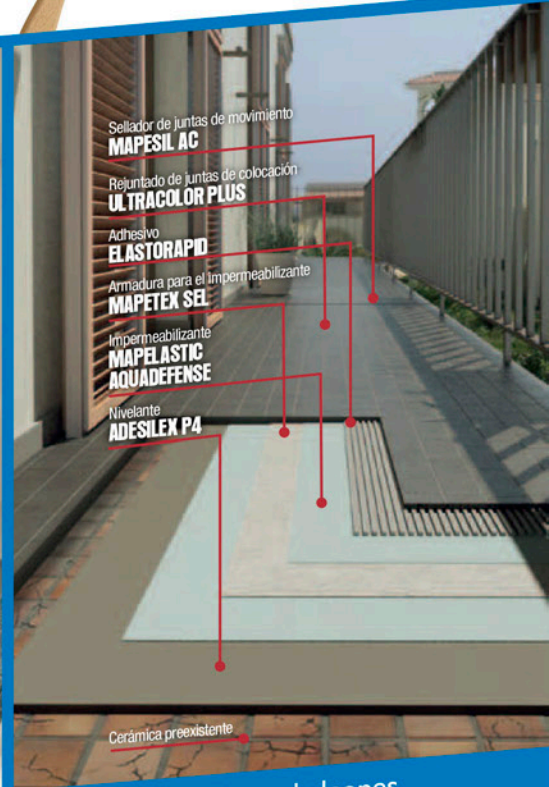 Sellador de juntas de movimiento
MAPESIL AC
Rejuntado de juntas de colocación
ULTRACOLOR PLUS
Adhesivo
ELASTORAPID
Armadura para el Impermeabilizante
MAPETEX SEL
Impermeabilizante
MAPELASTIC
AQUADEFENSE
Nivelante
ADESILEX P4
Cerámica preexistente